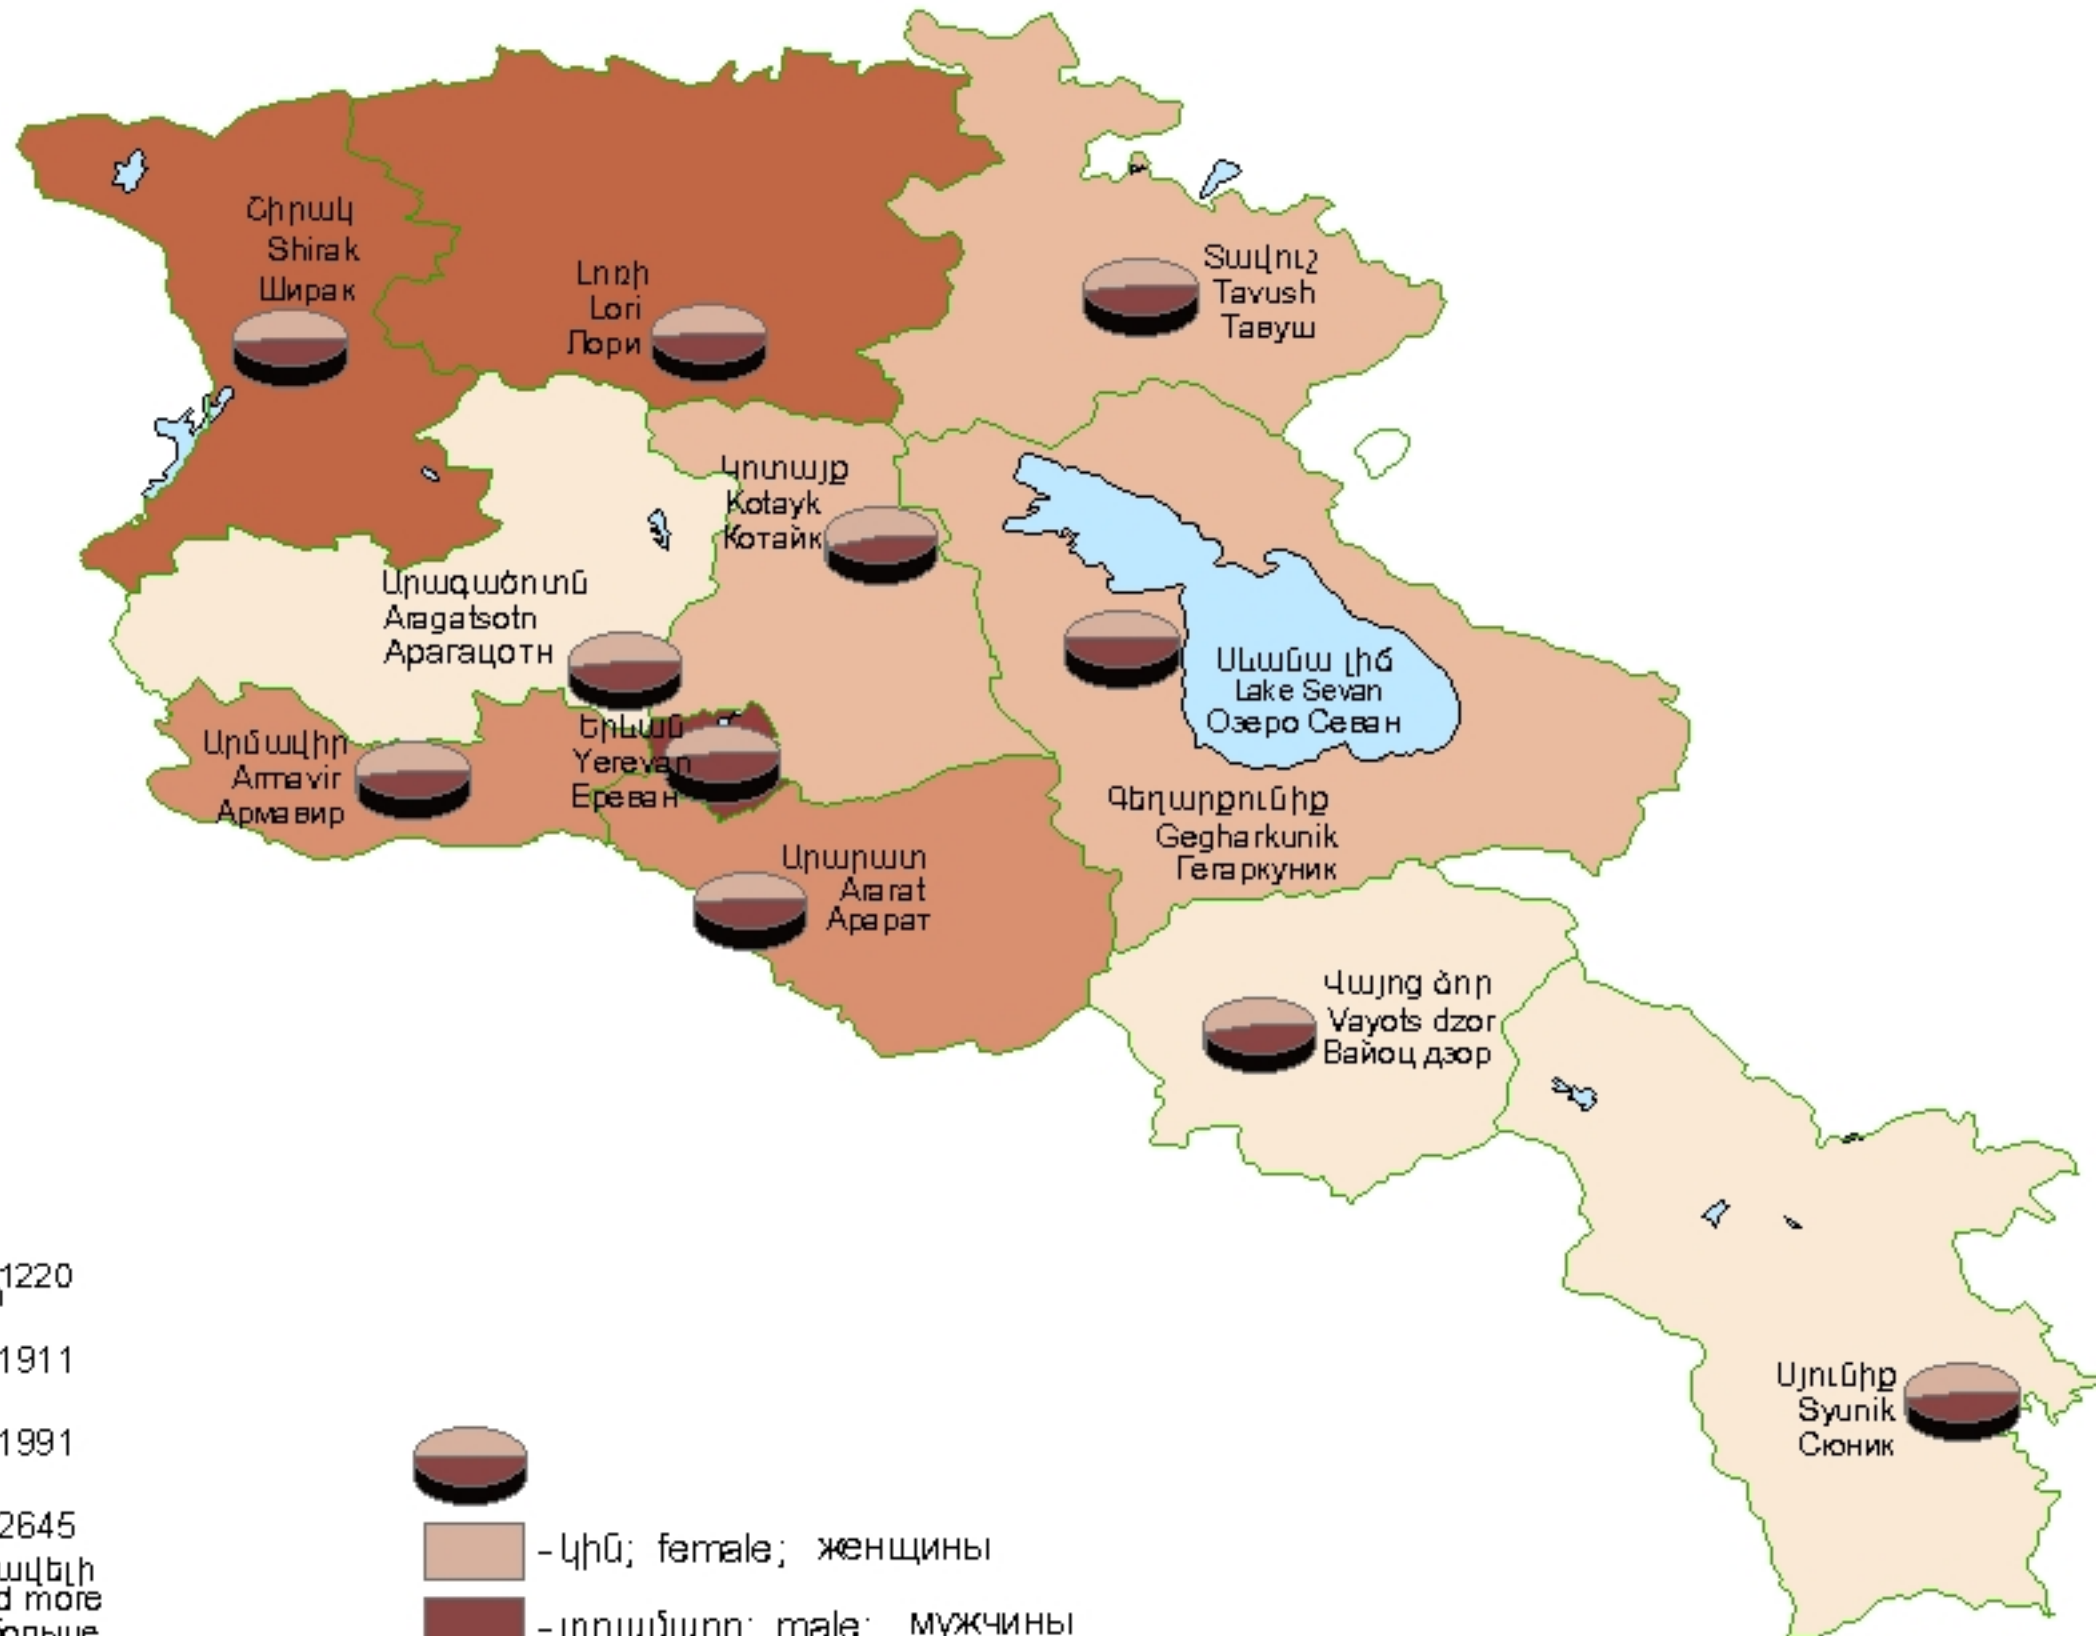 Շիրակ
Shirak
Ширак
Լոռի
Lori
Лори
Տավուշ
Tavush
Тавуш
Կոտայք
Kotayk
Котайк
Արագածոտն
Aragatsotn
Арагацотн
Սևանա լիճ
Lake Sevan
Озеро Севан
Արմավիր
Armavir
Армавир
Երևան
Yerevan
Ереван
Գեղարքունիք
Gegharkunik
Гегаркуник
Արարատ
Ararat
Арарат
Վայոց ձոր
Vayots dzor
Вайоц дзор
Սյունիք
Syunik
Сюник
1220
1911
1991
2645
more
- կին; female; женщины
- տղամարդ; male; мужчины